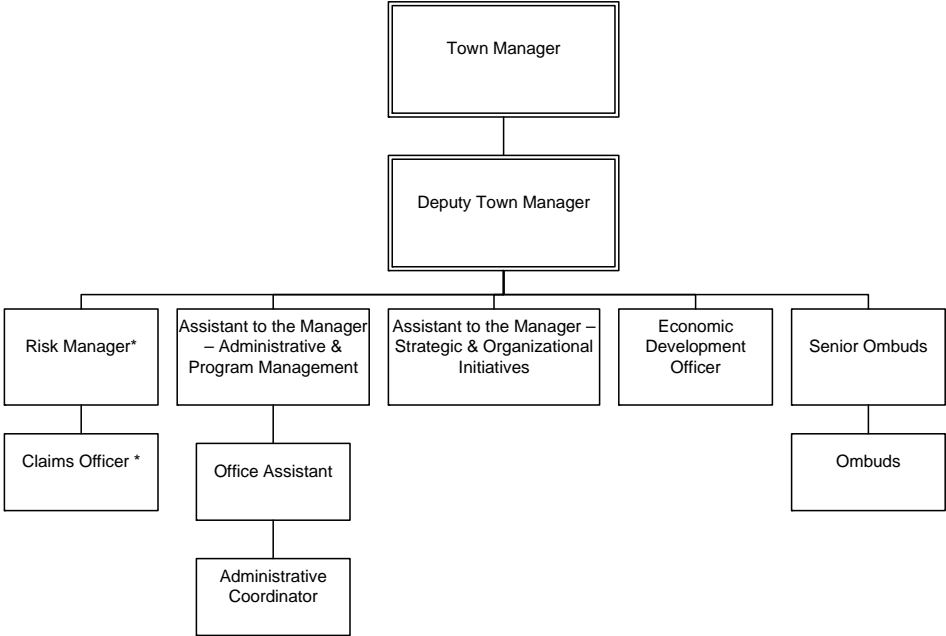 Town Manager
Deputy Town Manager
Risk Manager*
Assistant to the Manager
– Administrative &
Program Management
Assistant to the Manager –
Strategic & Organizational
Initiatives
Economic
Development
Officer
Senior Ombuds
Claims Officer *
Office Assistant
Ombuds
Administrative
Coordinator